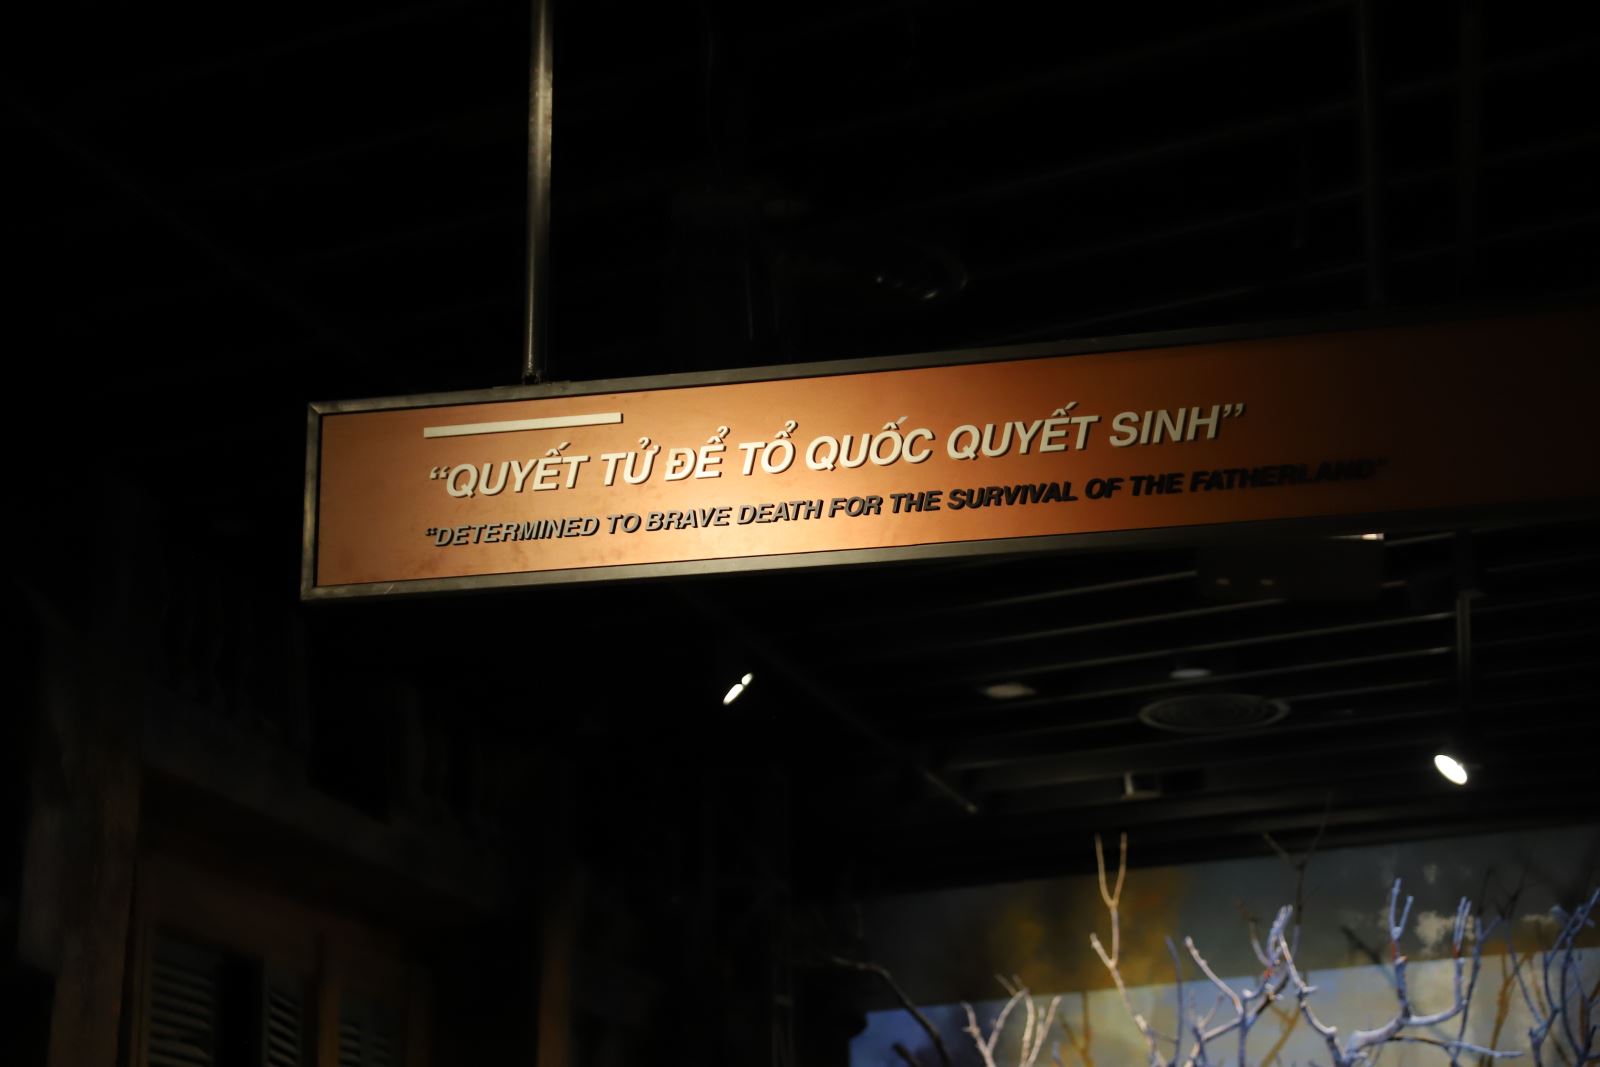 “QUYẾT TỬ ĐỂ TỔ QUỐC QUYẾT SINH”
“DETERMINED TO BRAVE DEATH FOR THE SURVIVAL OF THE FATHERLAND”